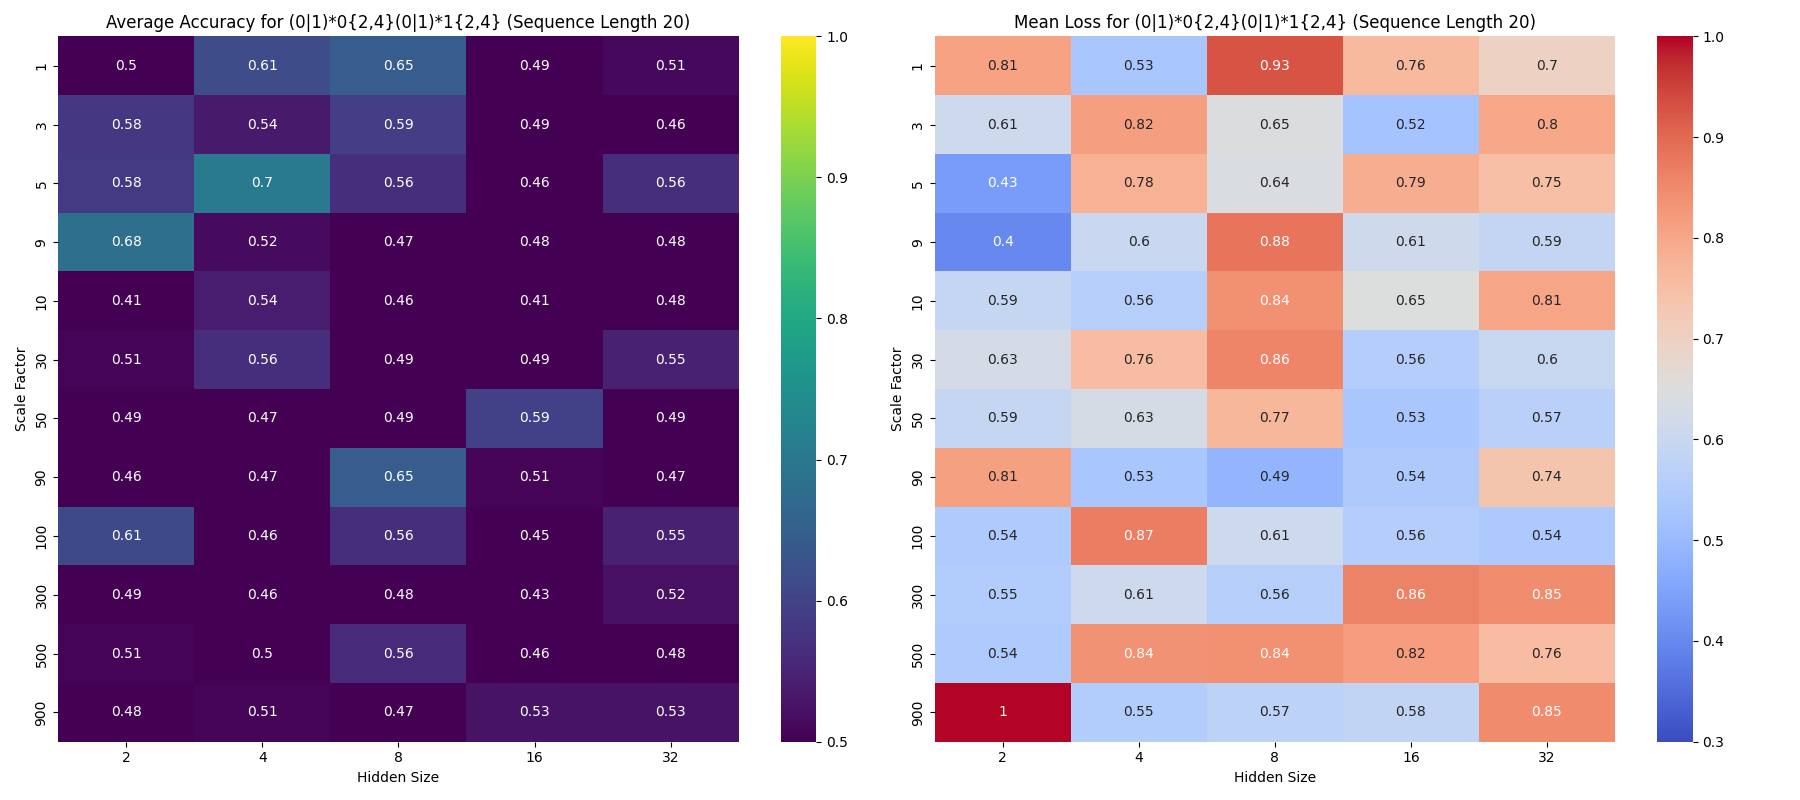 Average Accuracy for (0|1)*0{2,4}(0|1)*1{2,4} (Sequence Length 20)
Scale Factor
1 0.5 0.61 0.65 0.49 0.51
3 0.58 0.54 0.59 0.49 0.46
5 0.58 0.7 0.56 0.46 0.56
9 0.68 0.52 0.47 0.48 0.48
10 0.41 0.54 0.46 0.41 0.48
30 0.51 0.56 0.49 0.49 0.55
50 0.49 0.47 0.49 0.59 0.49
90 0.46 0.47 0.65 0.51 0.47
100 0.61 0.46 0.56 0.45 0.55
300 0.49 0.46 0.48 0.43 0.52
500 0.51 0.5 0.56 0.46 0.48
900 0.48 0.51 0.47 0.53 0.53
2 4 8 16 32
Hidden Size
1.0
0.9
0.8
0.7
0.6
0.5
Mean Loss for (0|1)*0{2,4}(0|1)*1{2,4} (Sequence Length 20)
Scale Factor
1 0.81 0.53 0.93 0.76 0.7
3 0.61 0.82 0.65 0.52 0.8
5 0.43 0.78 0.64 0.79 0.75
9 0.4 0.6 0.88 0.61 0.59
10 0.59 0.56 0.84 0.65 0.81
30 0.63 0.76 0.86 0.56 0.6
50 0.59 0.63 0.77 0.53 0.57
90 0.81 0.53 0.49 0.54 0.74
100 0.54 0.87 0.61 0.56 0.54
300 0.55 0.61 0.56 0.86 0.85
500 0.54 0.84 0.84 0.82 0.76
900 1 0.55 0.57 0.58 0.85
2 4 8 16 32
Hidden Size
1.0
0.9
0.8
0.7
0.6
0.5
0.4
0.3